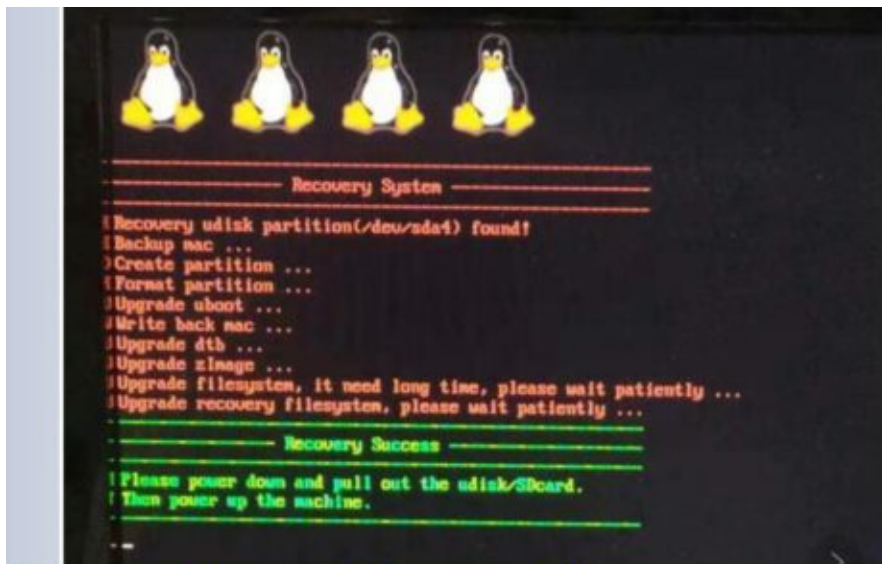 Recovery System
Recovery udisk partition(/dev/sda4) found!
Backup mac ...
Create partition ...
Format partition ...
Upgrade uboot ...
Write back mac ...
Upgrade dtb ...
Upgrade zImage ...
Upgrade filesystem, it need long time, please wait patiently ...
Upgrade recovery filesystem, please wait patiently ...
Recovery Success
Please power down and pull out the udisk/SDcard.
Then power up the machine.